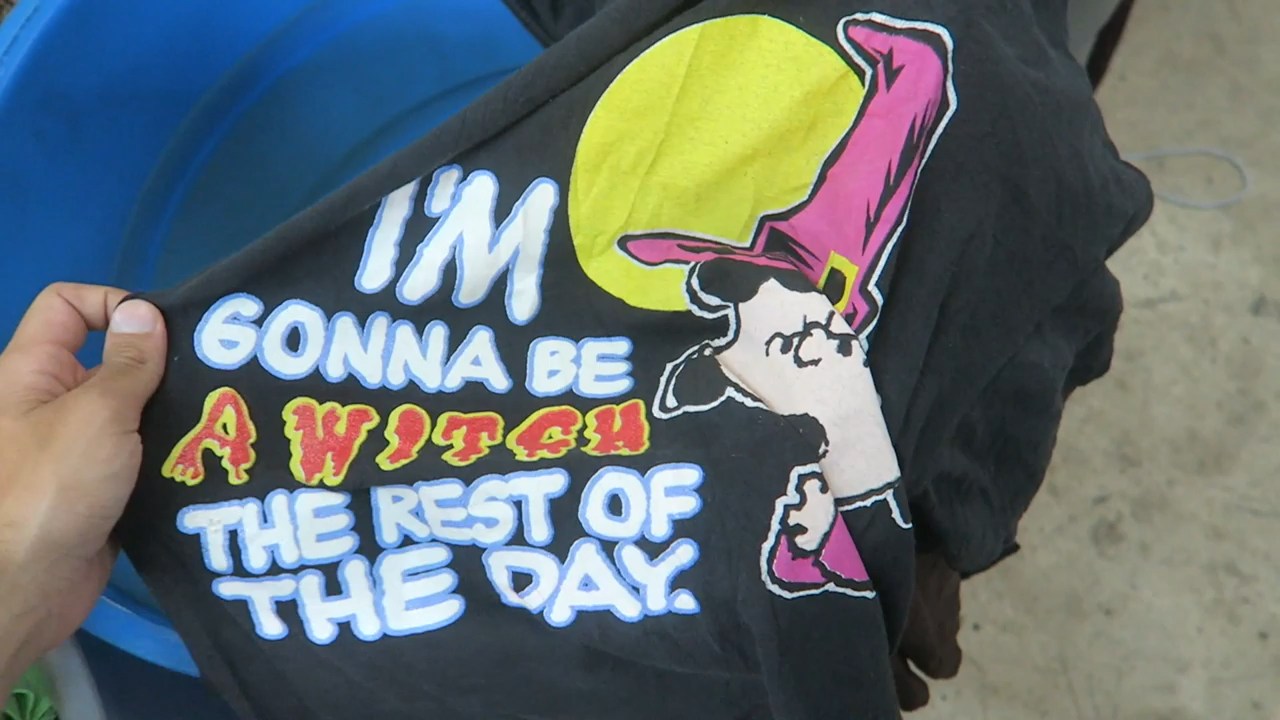 I'M
GONNA BE
A WITCH
THE REST OF
THE DAY.